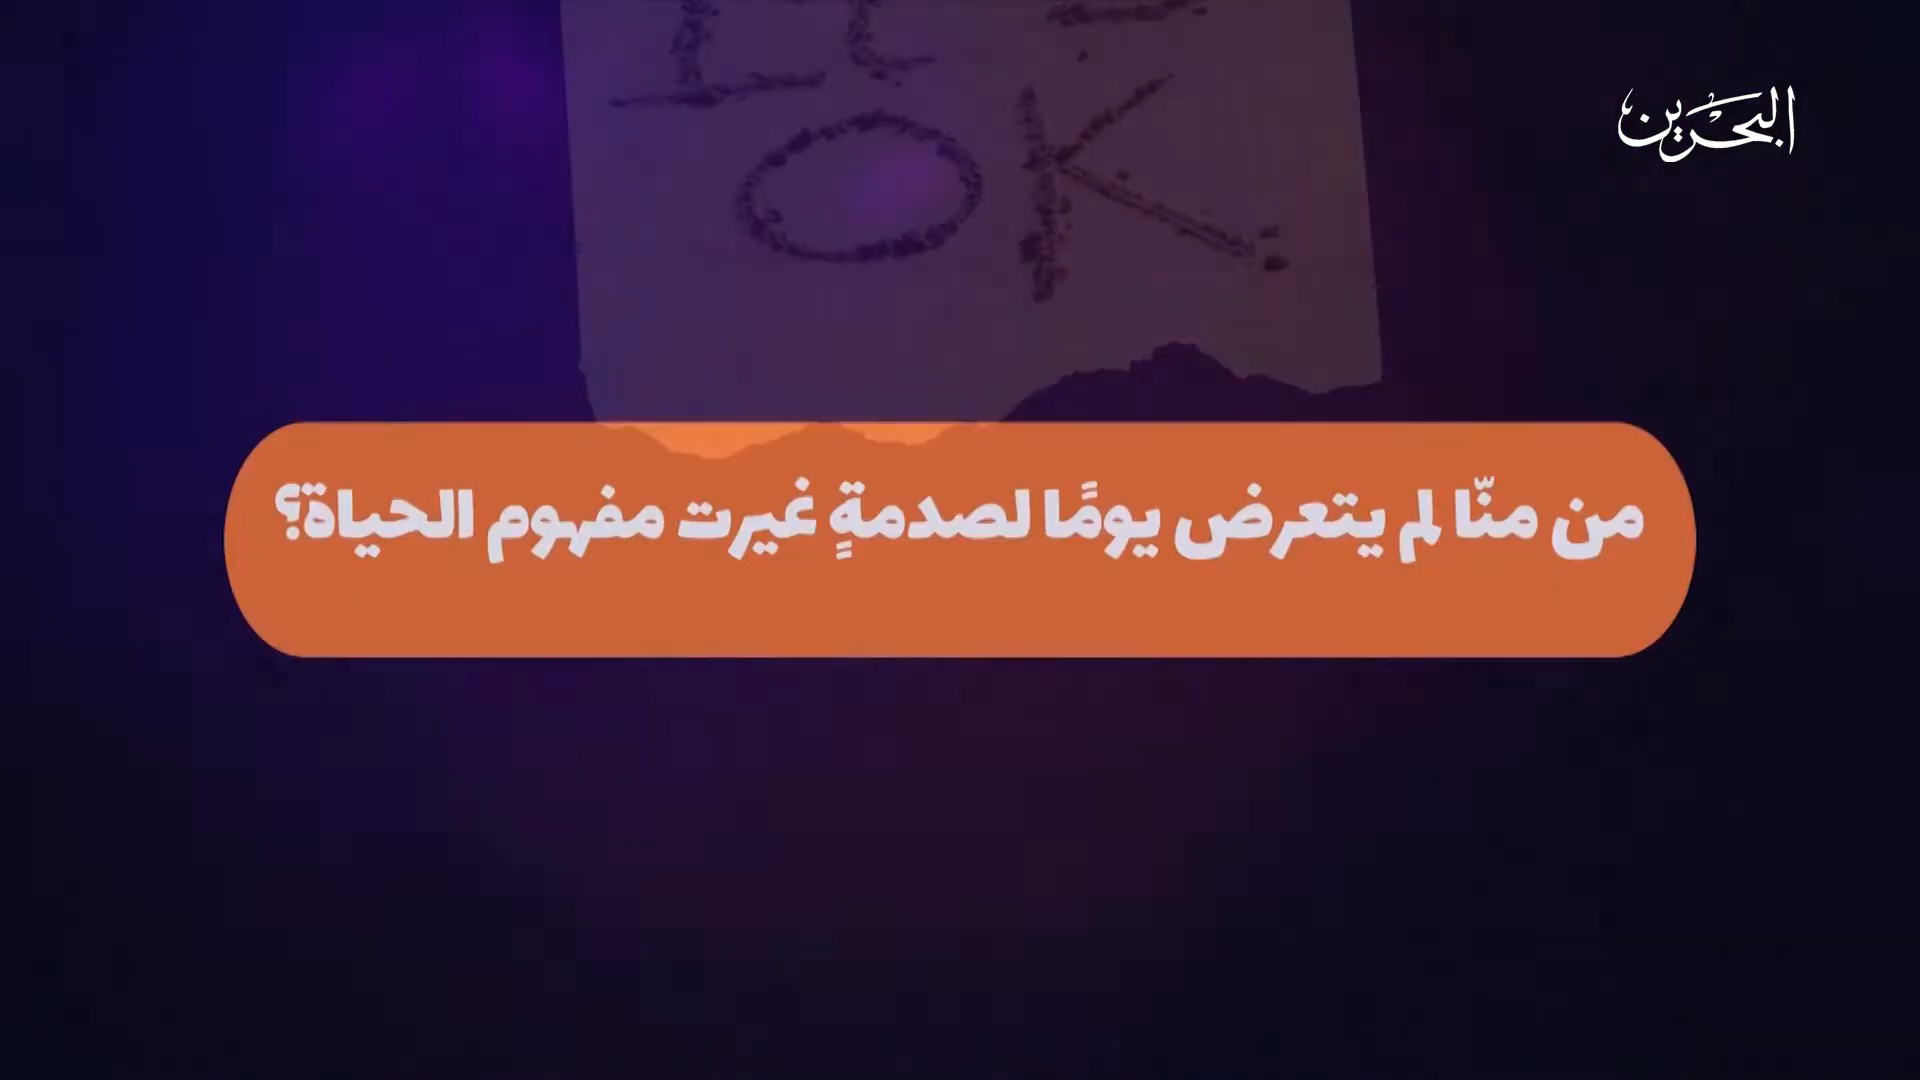 OK
البحرين
من منّا لم يتعرض يومًا لصدمةٍ غيرت مفهوم الحياة؟